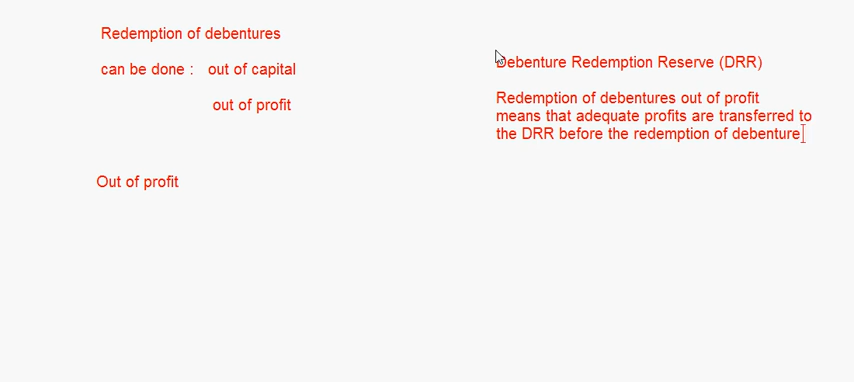 Redemption of debentures
can be done : out of capital
out of profit
Out of profit
Debenture Redemption Reserve (DRR)
Redemption of debentures out of profit
means that adequate profits are transferred to
the DRR before the redemption of debenture